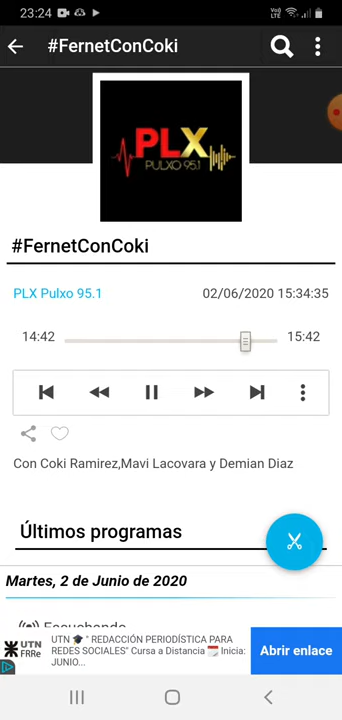 23:24
#FernetConCoki
PLX
PULXO 95.1
#FernetConCoki
PLX Pulxo 95.1
02/06/2020 15:34:35
14:42
15:42
Con Coki Ramirez,Mavi Lacovara y Demian Diaz
Últimos programas
Martes, 2 de Junio de 2020
Escuchando
UTN
FRRe
UTN 🎓 " REDACCIÓN PERIODÍSTICA PARA
REDES SOCIALES" Cursa a Distancia 🗓 Inicia:
JUNIO...
Abrir enlace